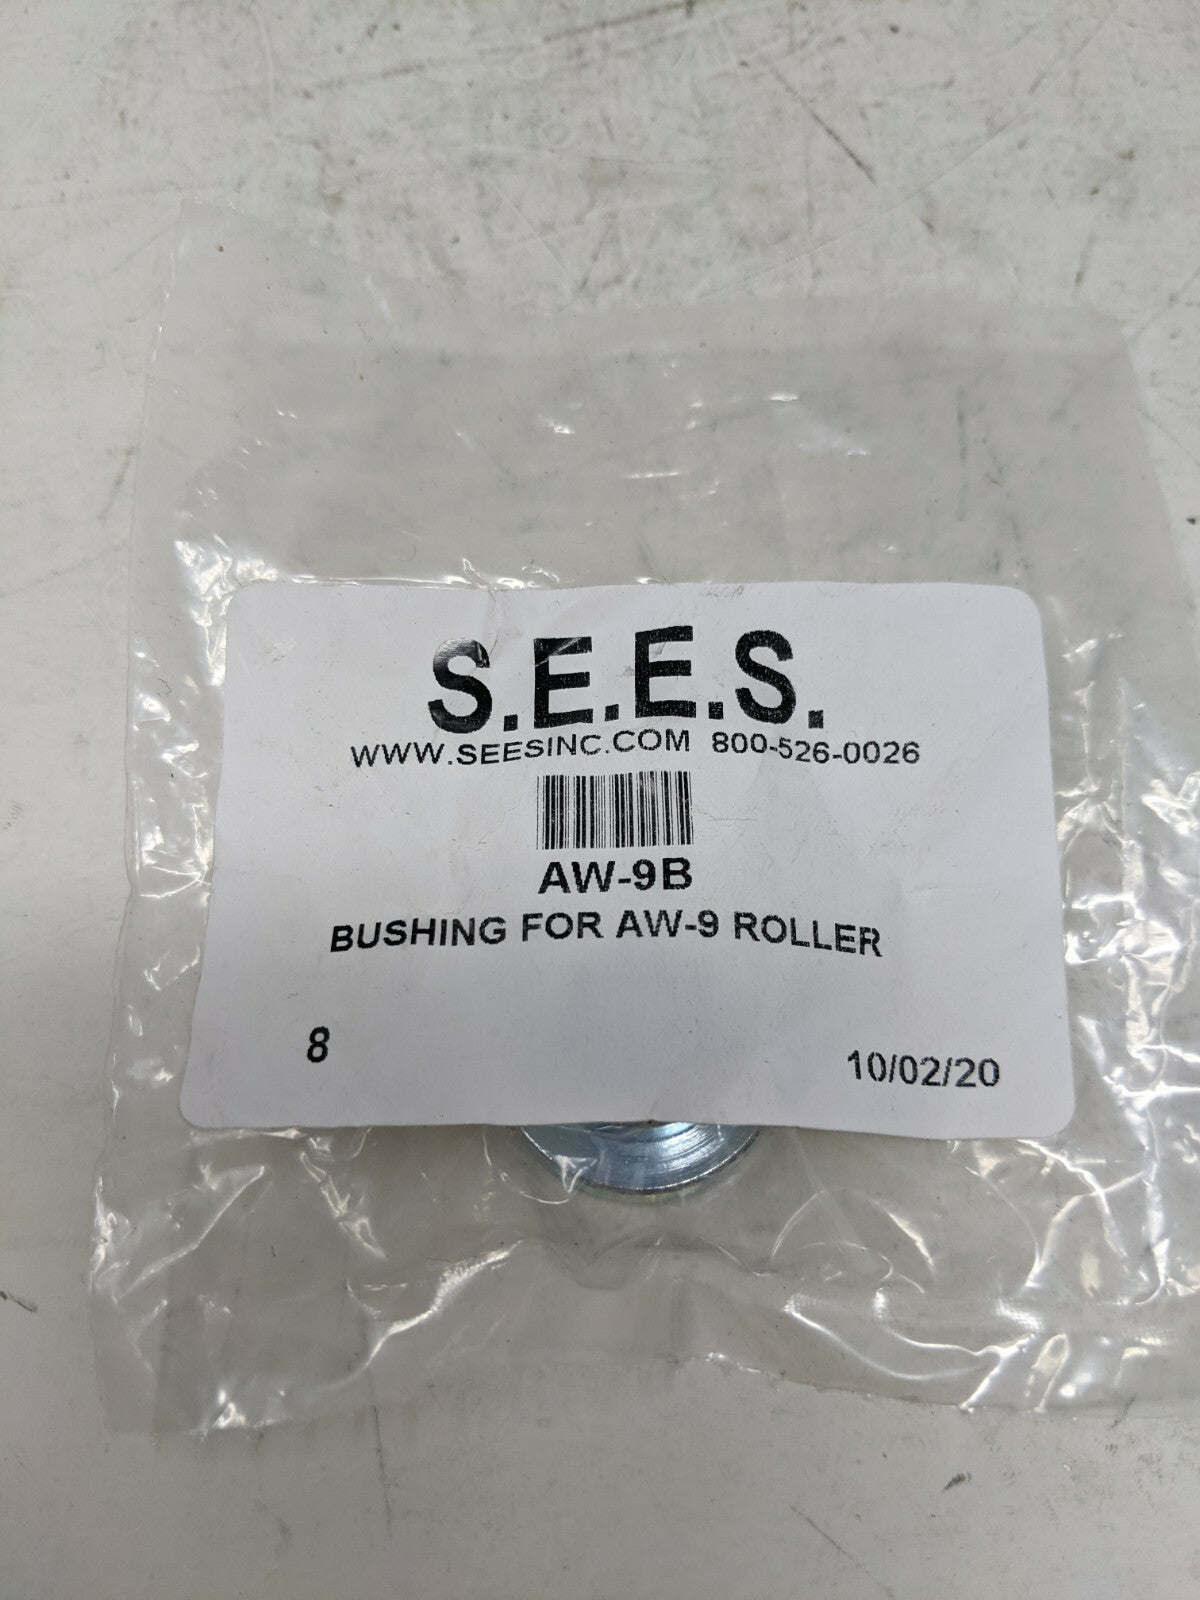 S.E.E.S.
WWW.SEESINC.COM 800-526-0026
AW-9B
BUSHING FOR AW-9 ROLLER
8 10/02/20